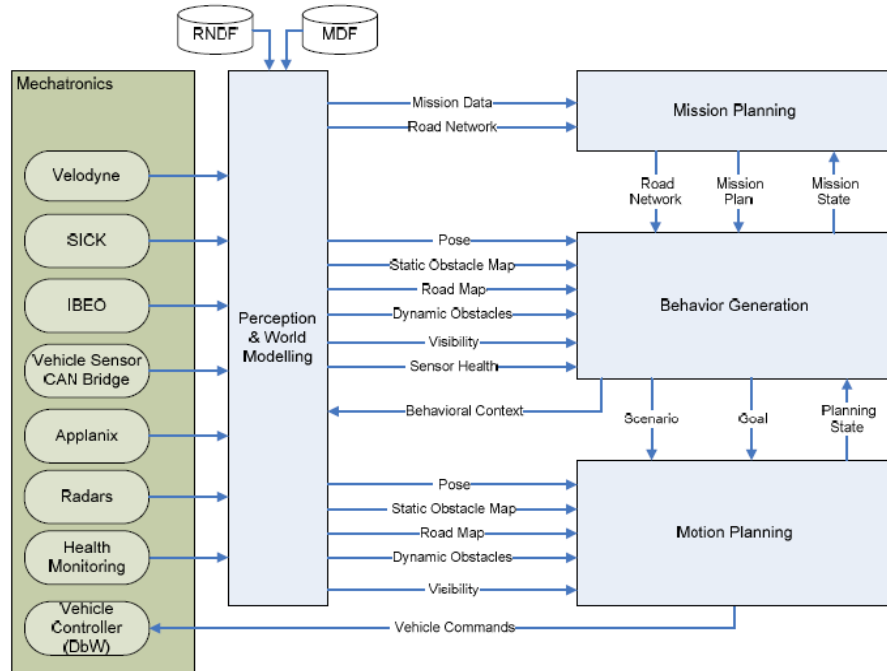 RNDF
MDF
Mechatronics
Velodyne
SICK
IBEO
Vehicle Sensor
CAN Bridge
Applanix
Radars
Health
Monitoring
Vehicle
Controller
(DbW)
Perception
& World
Modelling
Mission Data
Road Network
Mission Planning
Road
Network
Mission
Plan
Mission
State
Pose
Static Obstacle Map
Road Map
Dynamic Obstacles
Visibility
Sensor Health
Behavioral Context
Behavior Generation
Scenario
Goal
Planning
State
Pose
Static Obstacle Map
Road Map
Dynamic Obstacles
Visibility
Motion Planning
Vehicle Commands